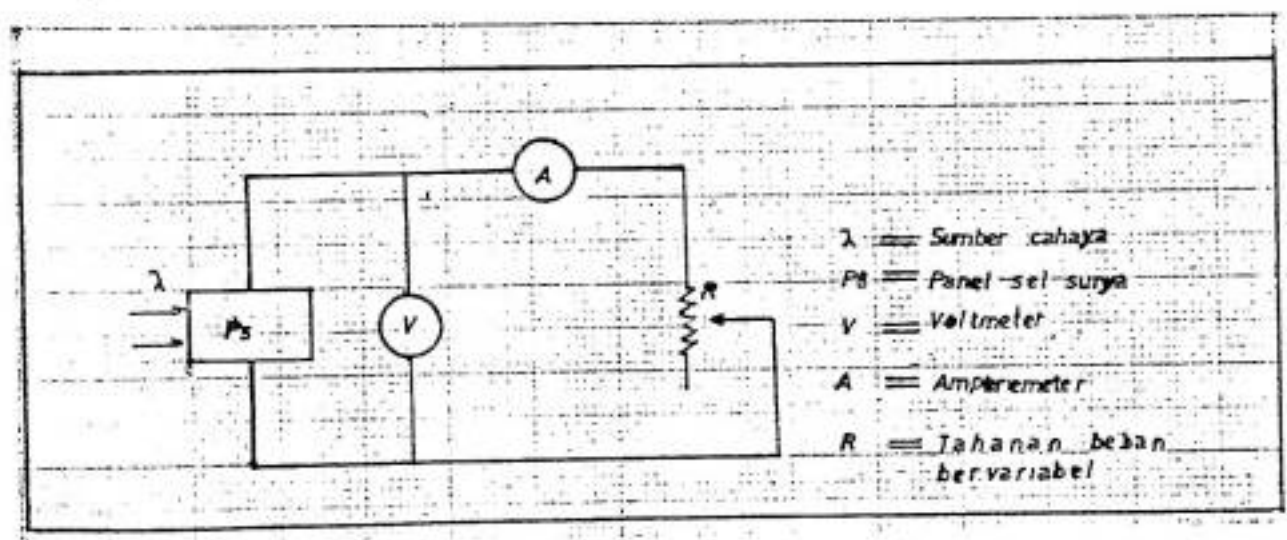 A
λ
Ps
V
R
λ = Sumber cahaya
Ps = Panel sel surya
V = Voltmeter
A = Amperemeter
R = Tahanan beban
bervariabel